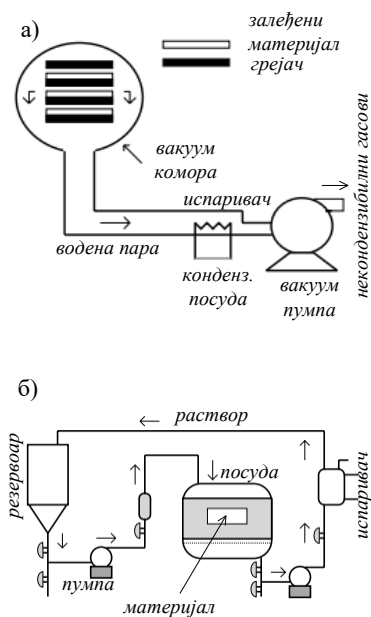 а)
залеђени
материјал
грејач
вакуум
комора
испаривач
водена пара
конденз.
посуда
вакуум
пумпа
некондензибилни гасови
б)
раствор
резервоар
посуда
испарвач
пумпа
материјал